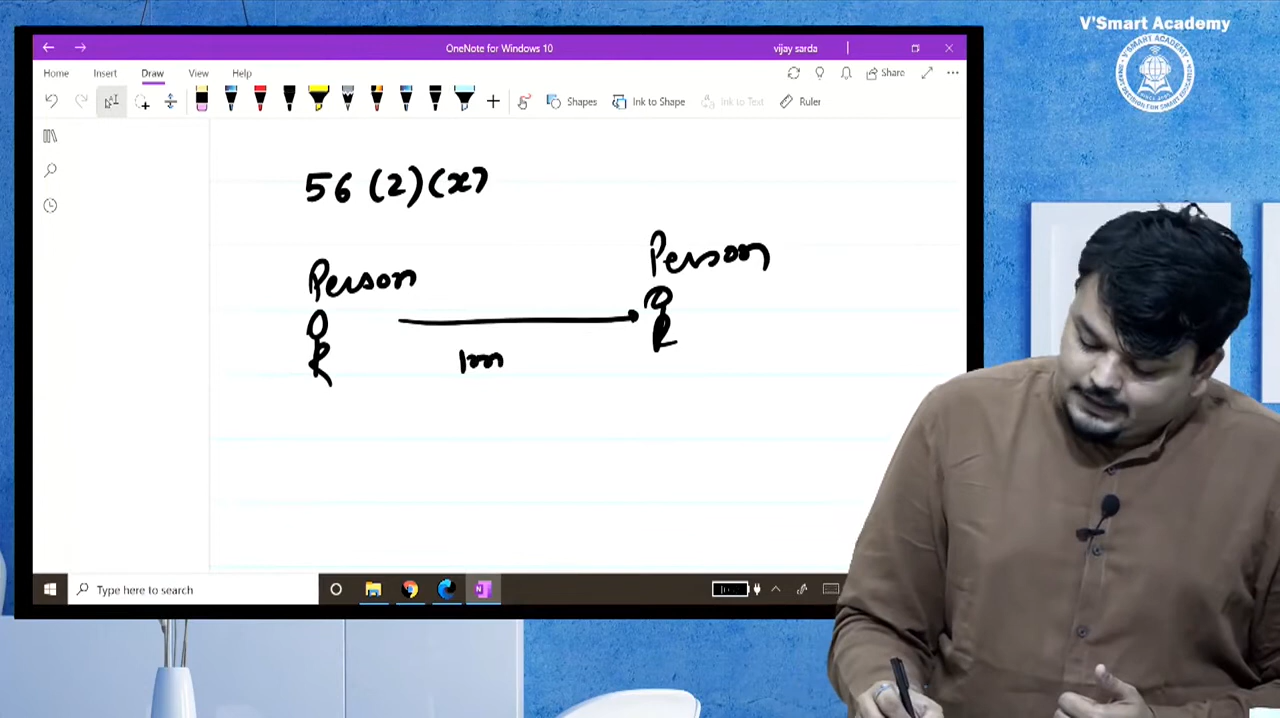 V'Smart Academy
OneNote for Windows 10
vijay sarda
Home Insert Draw View Help
Share
Shapes Ink to Shape Ink to Text Ruler
56 (2)(x)
Person
Person
Type here to search